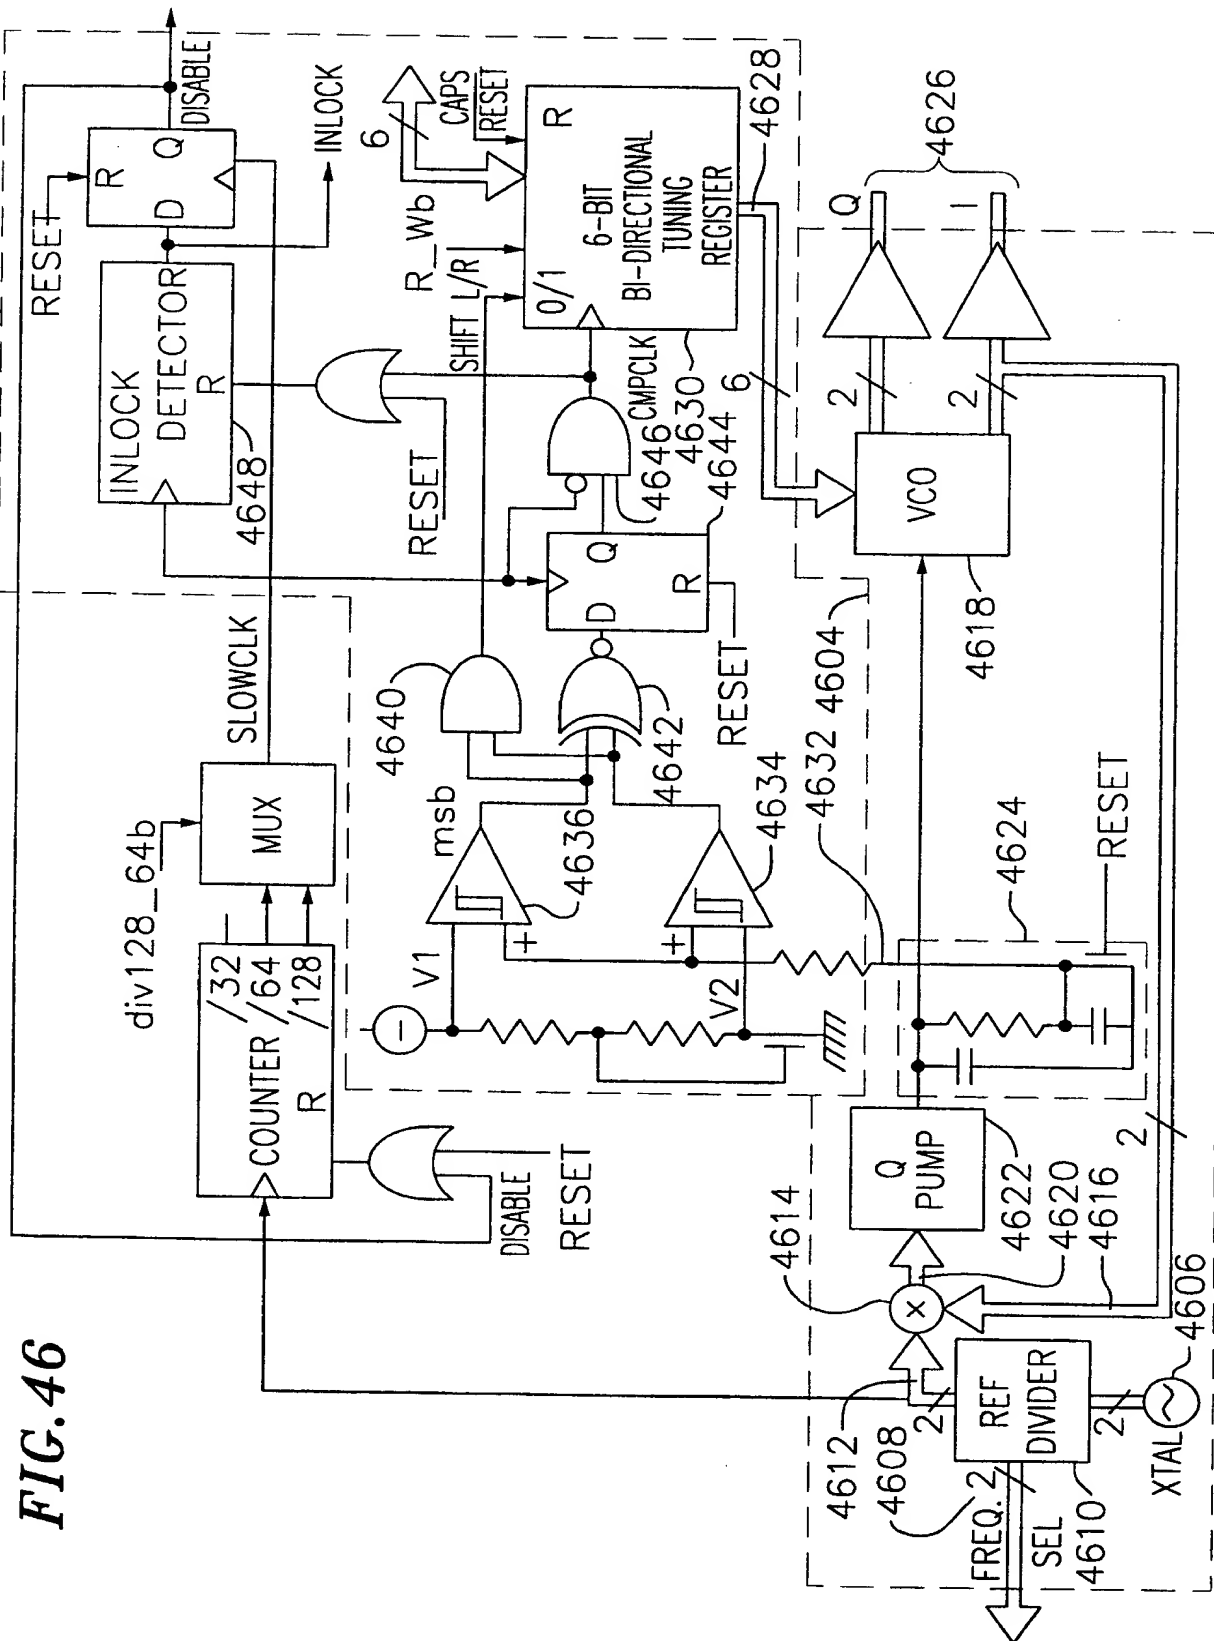 FIG.46
RESET
R
D
Q
DISABLE
INLOCK
INLOCK
DETECTOR
R
4648
SLOWCLK
div128_64b
MUX
/32
/64
/128
COUNTER
R
DISABLE
RESET
6
CAPS
RESET
R_Wb
SHIFT L/R
0/1
R
6-BIT
BI-DIRECTIONAL
TUNING
REGISTER
4628
RESET
CMPCLK
4646
4630
4644
6
4640
D
Q
R
RESET
4642
msb
4636
4634
4632
4604
V1
+
+
V2
-
4626
Q
I
2
2
VCO
4618
4624
RESET
Q
PUMP
4622
4620
4616
2
4614
x
4612
4608
2
REF
DIVIDER
2
FREQ.
SEL
4610
2
XTAL
4606